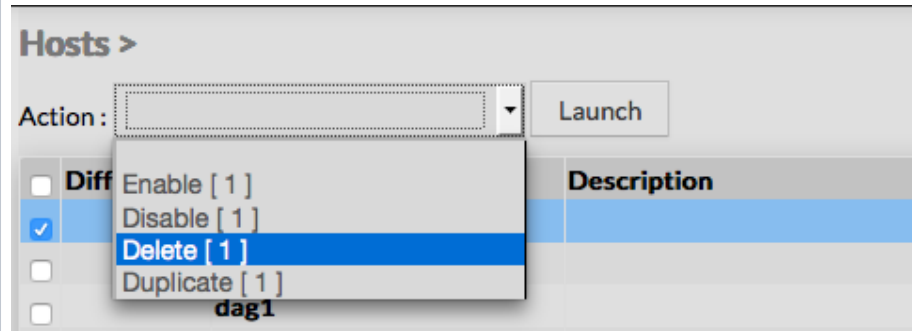 Hosts >
Action : Launch
Diff Description
Enable [ 1 ]
Disable [ 1 ]
Delete [ 1 ]
Duplicate [ 1 ]
dag1